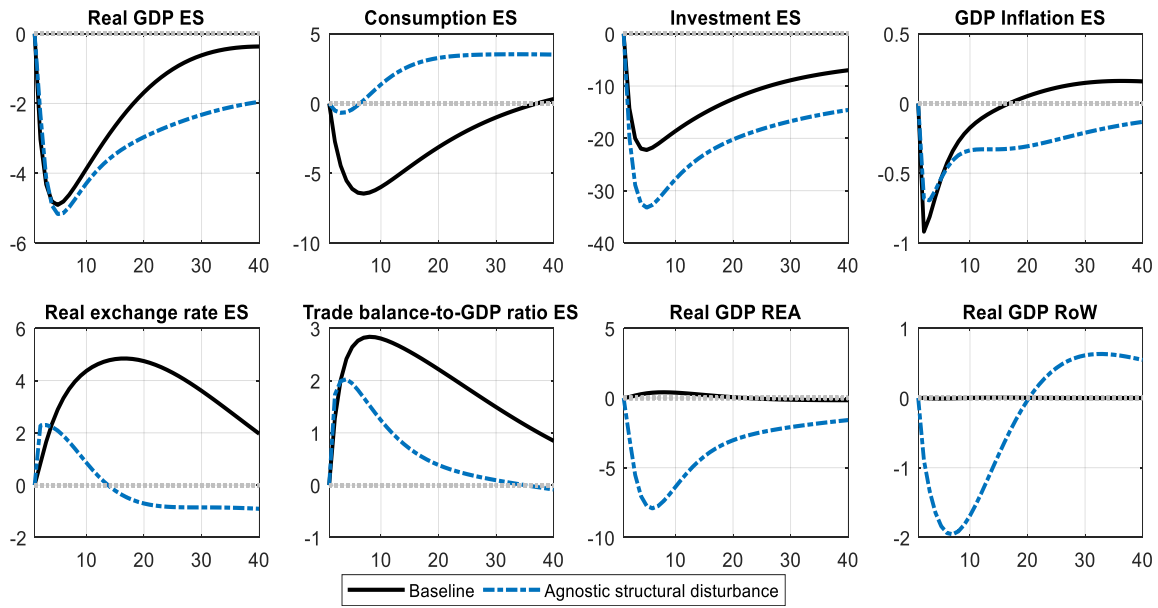 Real GDP ES
Consumption ES
Investment ES
GDP Inflation ES
0
-2
-4
-6
10 20 30 40
5
0
-5
-10
10 20 30 40
0
-10
-20
-30
-40
10 20 30 40
0.5
0
-0.5
-1
10 20 30 40
Real exchange rate ES
Trade balance-to-GDP ratio ES
Real GDP REA
Real GDP RoW
6
4
2
0
-2
10 20 30 40
3
2
1
0
-1
10 20 30 40
5
0
-5
-10
10 20 30 40
1
0
-1
-2
10 20 30 40
Baseline
Agnostic structural disturbance